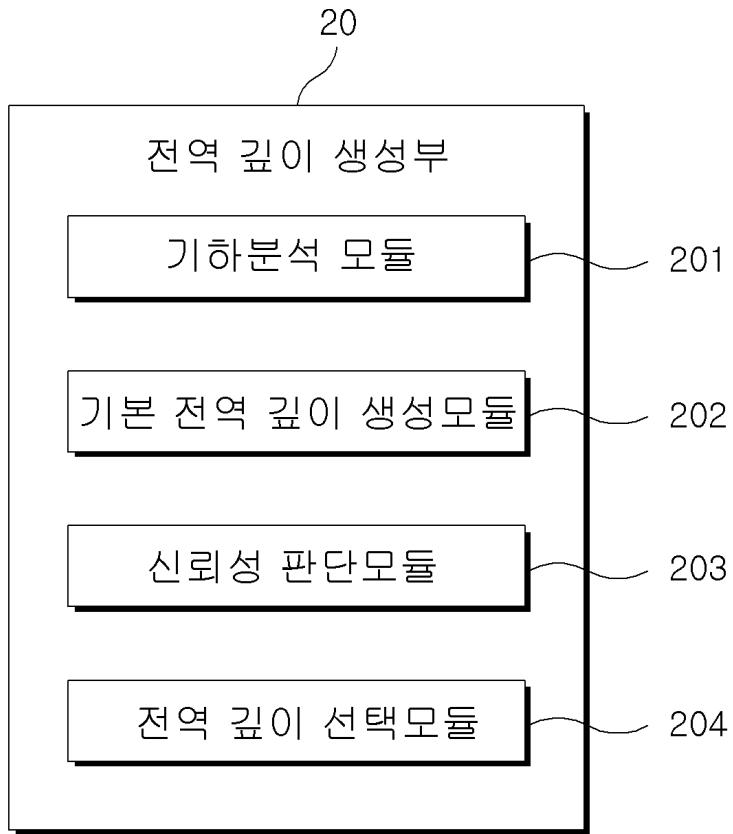 20
전역 깊이 생성부
기하분석 모듈
201
기본 전역 깊이 생성모듈
202
신뢰성 판단모듈
203
전역 깊이 선택모듈
204